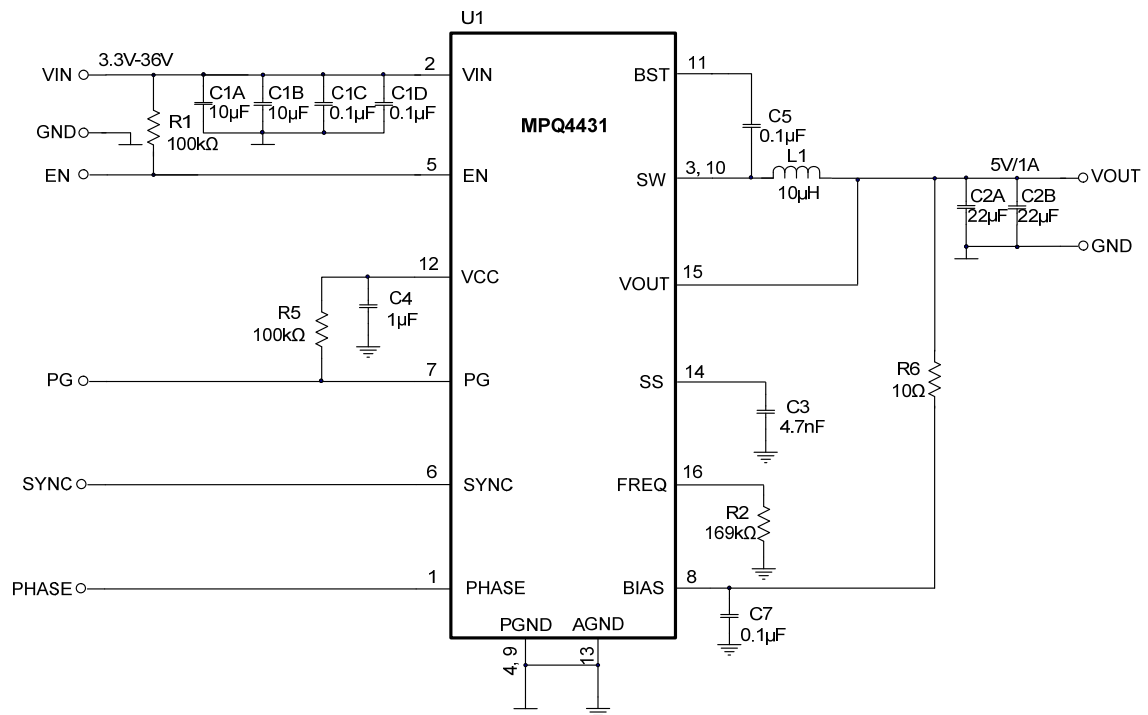 U1
MPQ4431
VIN
3.3V-36V
2
VIN
C1A
10µF
C1B
10µF
C1C
0.1µF
C1D
0.1µF
GND
R1
100kΩ
EN
5
EN
12
VCC
C4
1µF
R5
100kΩ
PG
7
PG
SYNC
6
SYNC
PHASE
1
PHASE
BST
11
C5
0.1µF
SW
3, 10
L1
10µH
5V/1A
VOUT
C2A
22µF
C2B
22µF
GND
VOUT
15
SS
14
C3
4.7nF
R6
10Ω
FREQ
16
R2
169kΩ
BIAS
8
C7
0.1µF
PGND
AGND
4, 9
13